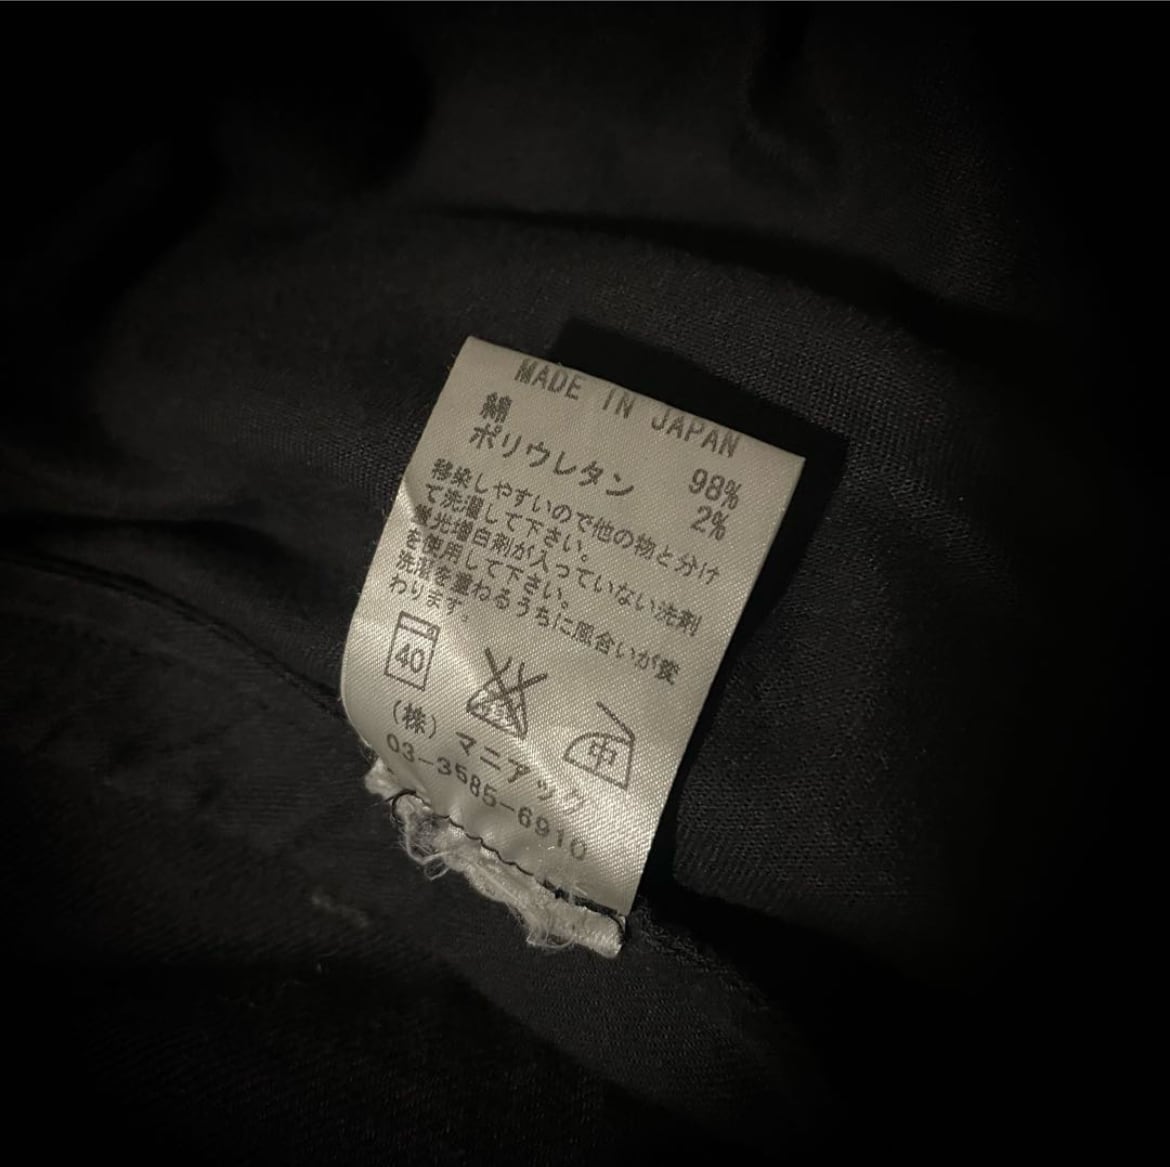 MADE IN JAPAN
綿 98%
ポリウレタン 2%
移染しやすいので他の物と分け
て洗濯して下さい。
蛍光増白剤が入っていない洗剤
を使用して下さい。
洗濯を重ねるうちに風合いが変
わります。
40 中
(株)マニアック
03-3585-6910